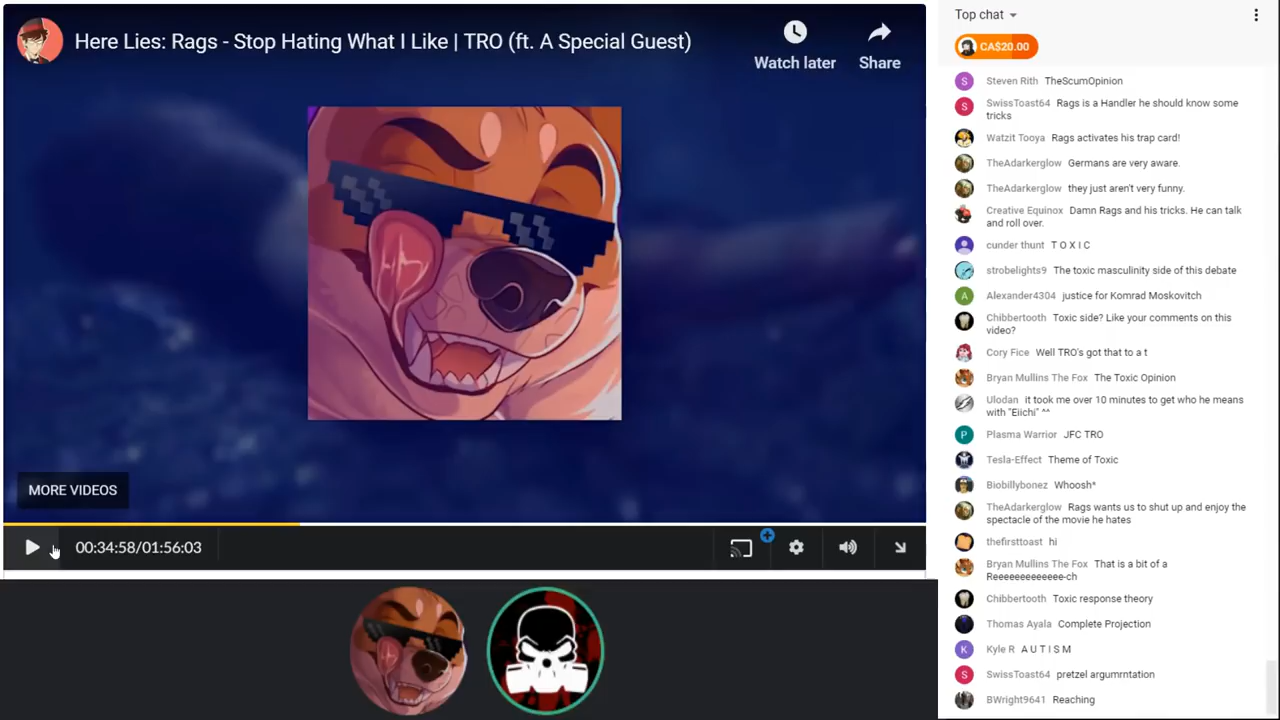 Here Lies: Rags - Stop Hating What I Like | TRO (ft. A Special Guest)
Watch later
Share
MORE VIDEOS
00:34:58/01:56:03
Top chat
CA$20.00
Steven Rith TheScumOpinion
SwissToast64 Rags is a Handler he should know some
tricks
Watzit Tooya Rags activates his trap card!
TheAdarkerglow Germans are very aware.
TheAdarkerglow they just aren't very funny.
Creative Equinox Damn Rags and his tricks. He can talk
and roll over.
cunder thunt T O X I C
strobelights9 The toxic masculinity side of this debate
Alexander4304 justice for Komrad Moskovitch
Chibbertooth Toxic side? Like your comments on this
video?
Cory Fice Well TRO's got that to a t
Bryan Mullins The Fox The Toxic Opinion
Ulodan it took me over 10 minutes to get who he means
with "Eiichi" ^^
Plasma Warrior JFC TRO
Tesla-Effect Theme of Toxic
Biobillybonez Whoosh*
TheAdarkerglow Rags wants us to shut up and enjoy the
spectacle of the movie he hates
thefirsttoast hi
Bryan Mullins The Fox That is a bit of a
Reeeeeeeeeeeee-ch
Chibbertooth Toxic response theory
Thomas Ayala Complete Projection
Kyle R A U T I S M
SwissToast64 pretzel argumrntation
BWright9641 Reaching
S
S
A
P
K
S